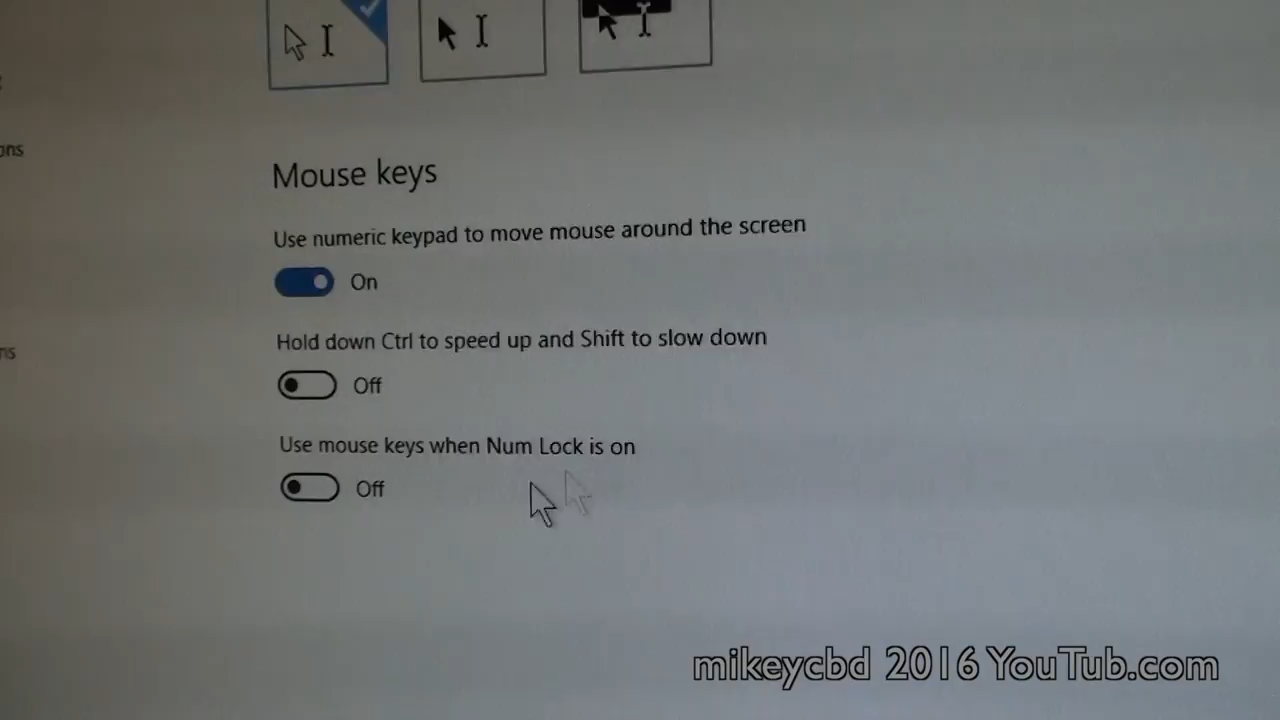 Mouse keys
Use numeric keypad to move mouse around the screen
On
Hold down Ctrl to speed up and Shift to slow down
Off
Use mouse keys when Num Lock is on
Off
mikeycbd 2016 YouTub.com